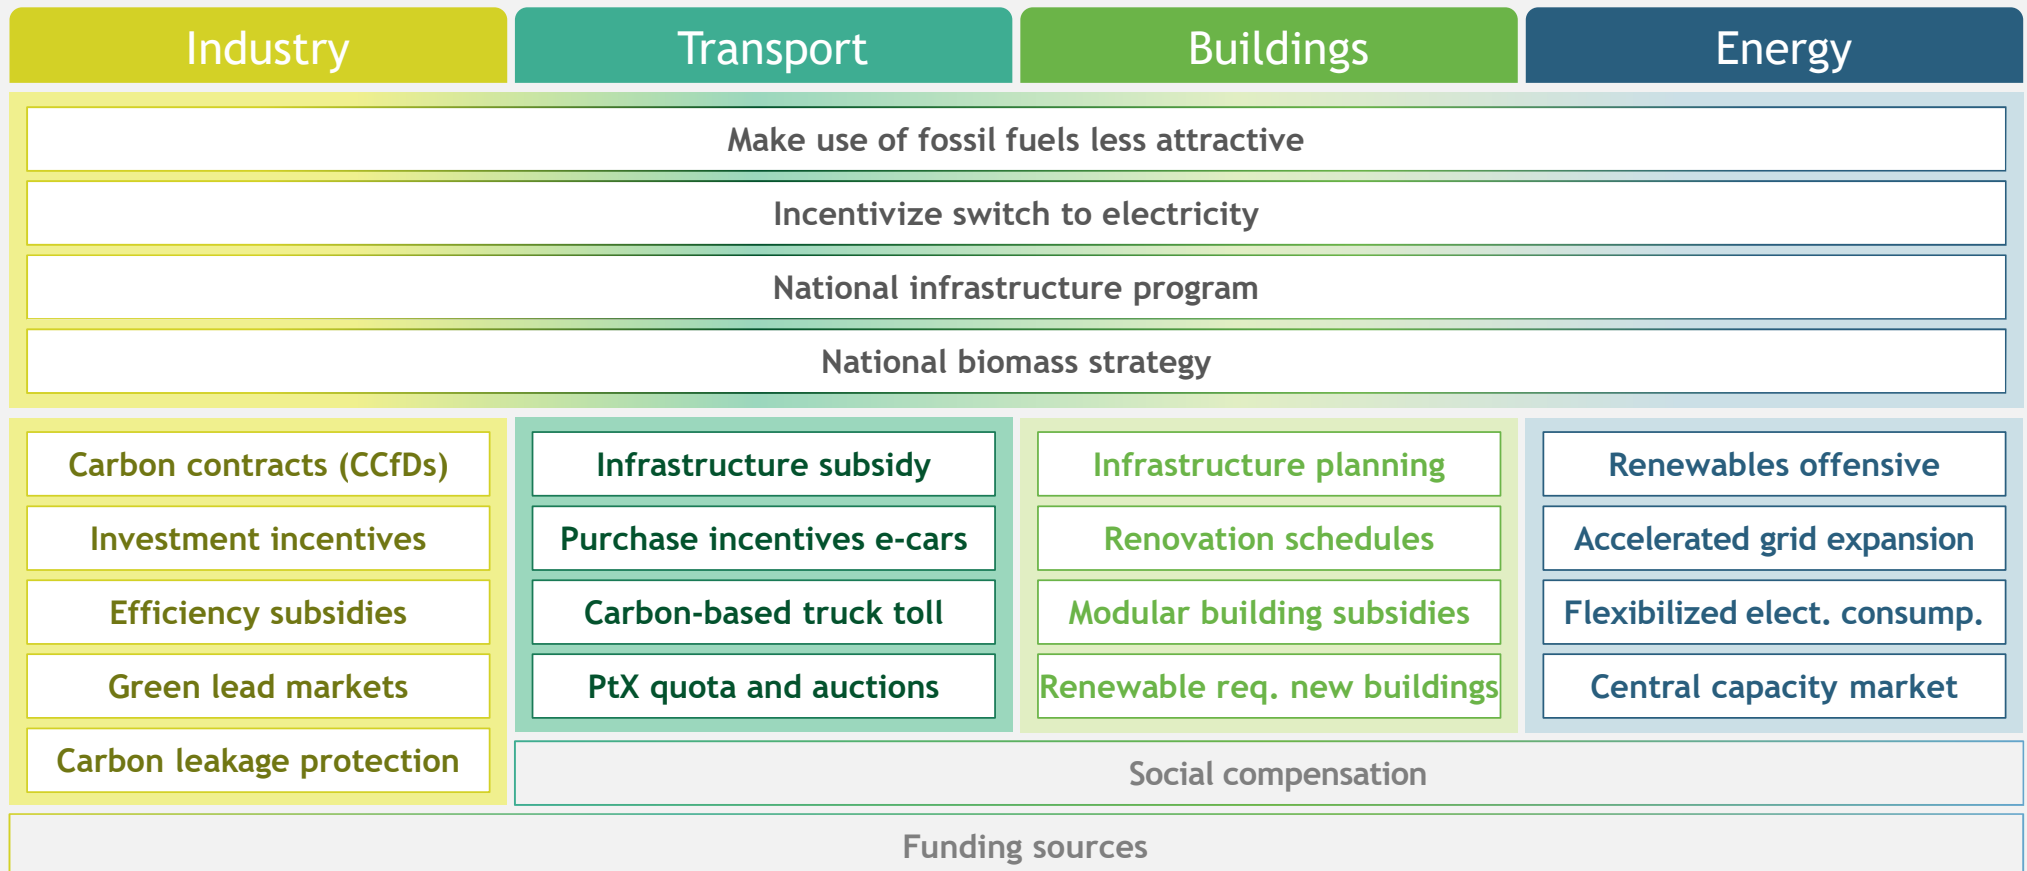 Industry
Transport
Buildings
Energy
Make use of fossil fuels less attractive
Incentivize switch to electricity
National infrastructure program
National biomass strategy
Carbon contracts (CCfDs)
Investment incentives
Efficiency subsidies
Green lead markets
Carbon leakage protection
Infrastructure subsidy
Purchase incentives e-cars
Carbon-based truck toll
PtX quota and auctions
Infrastructure planning
Renovation schedules
Modular building subsidies
Renewable req. new buildings
Renewables offensive
Accelerated grid expansion
Flexibilized elect. consump.
Central capacity market
Social compensation
Funding sources